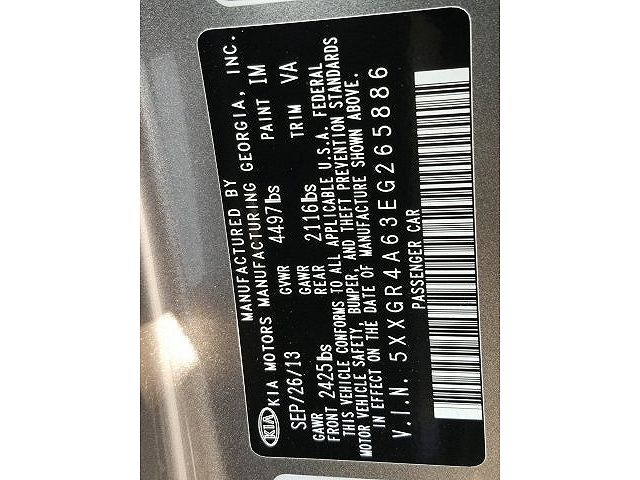 MANUFACTURED BY
KIA KIA MOTORS MANUFACTURING GEORGIA, INC.
SEP/26/13 GVWR 4497lbs PAINT IM
GAWR FRONT 2425lbs GAWR REAR 2116lbs TRIM VA
THIS VEHICLE CONFORMS TO ALL APPLICABLE U.S.A. FEDERAL
MOTOR VEHICLE SAFETY, BUMPER, AND THEFT PREVENTION STANDARDS
IN EFFECT ON THE DATE OF MANUFACTURE SHOWN ABOVE.
V.I.N. 5XXGR4A63EG265886
PASSENGER CAR